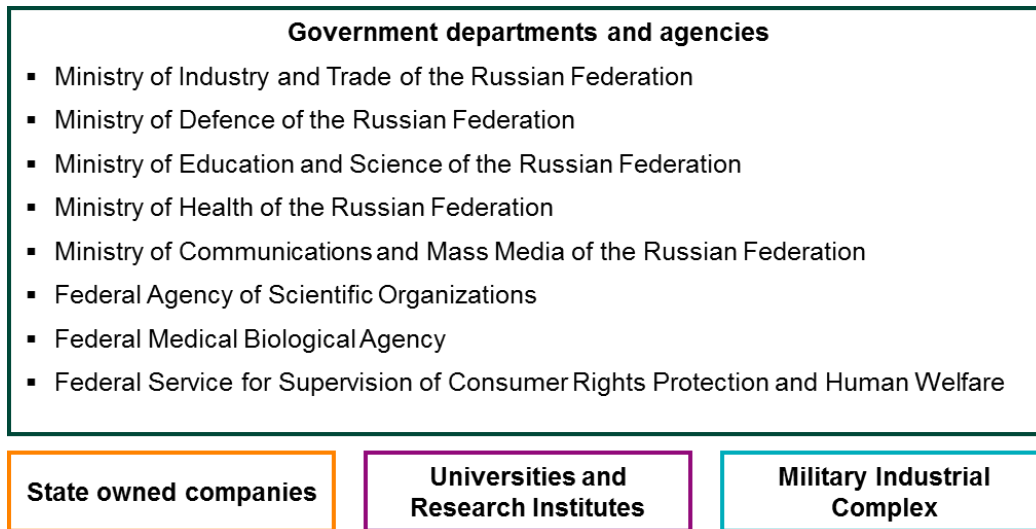 Government departments and agencies
▪ Ministry of Industry and Trade of the Russian Federation
▪ Ministry of Defence of the Russian Federation
▪ Ministry of Education and Science of the Russian Federation
▪ Ministry of Health of the Russian Federation
▪ Ministry of Communications and Mass Media of the Russian Federation
▪ Federal Agency of Scientific Organizations
▪ Federal Medical Biological Agency
▪ Federal Service for Supervision of Consumer Rights Protection and Human Welfare
State owned companies
Universities and
Research Institutes
Military Industrial
Complex